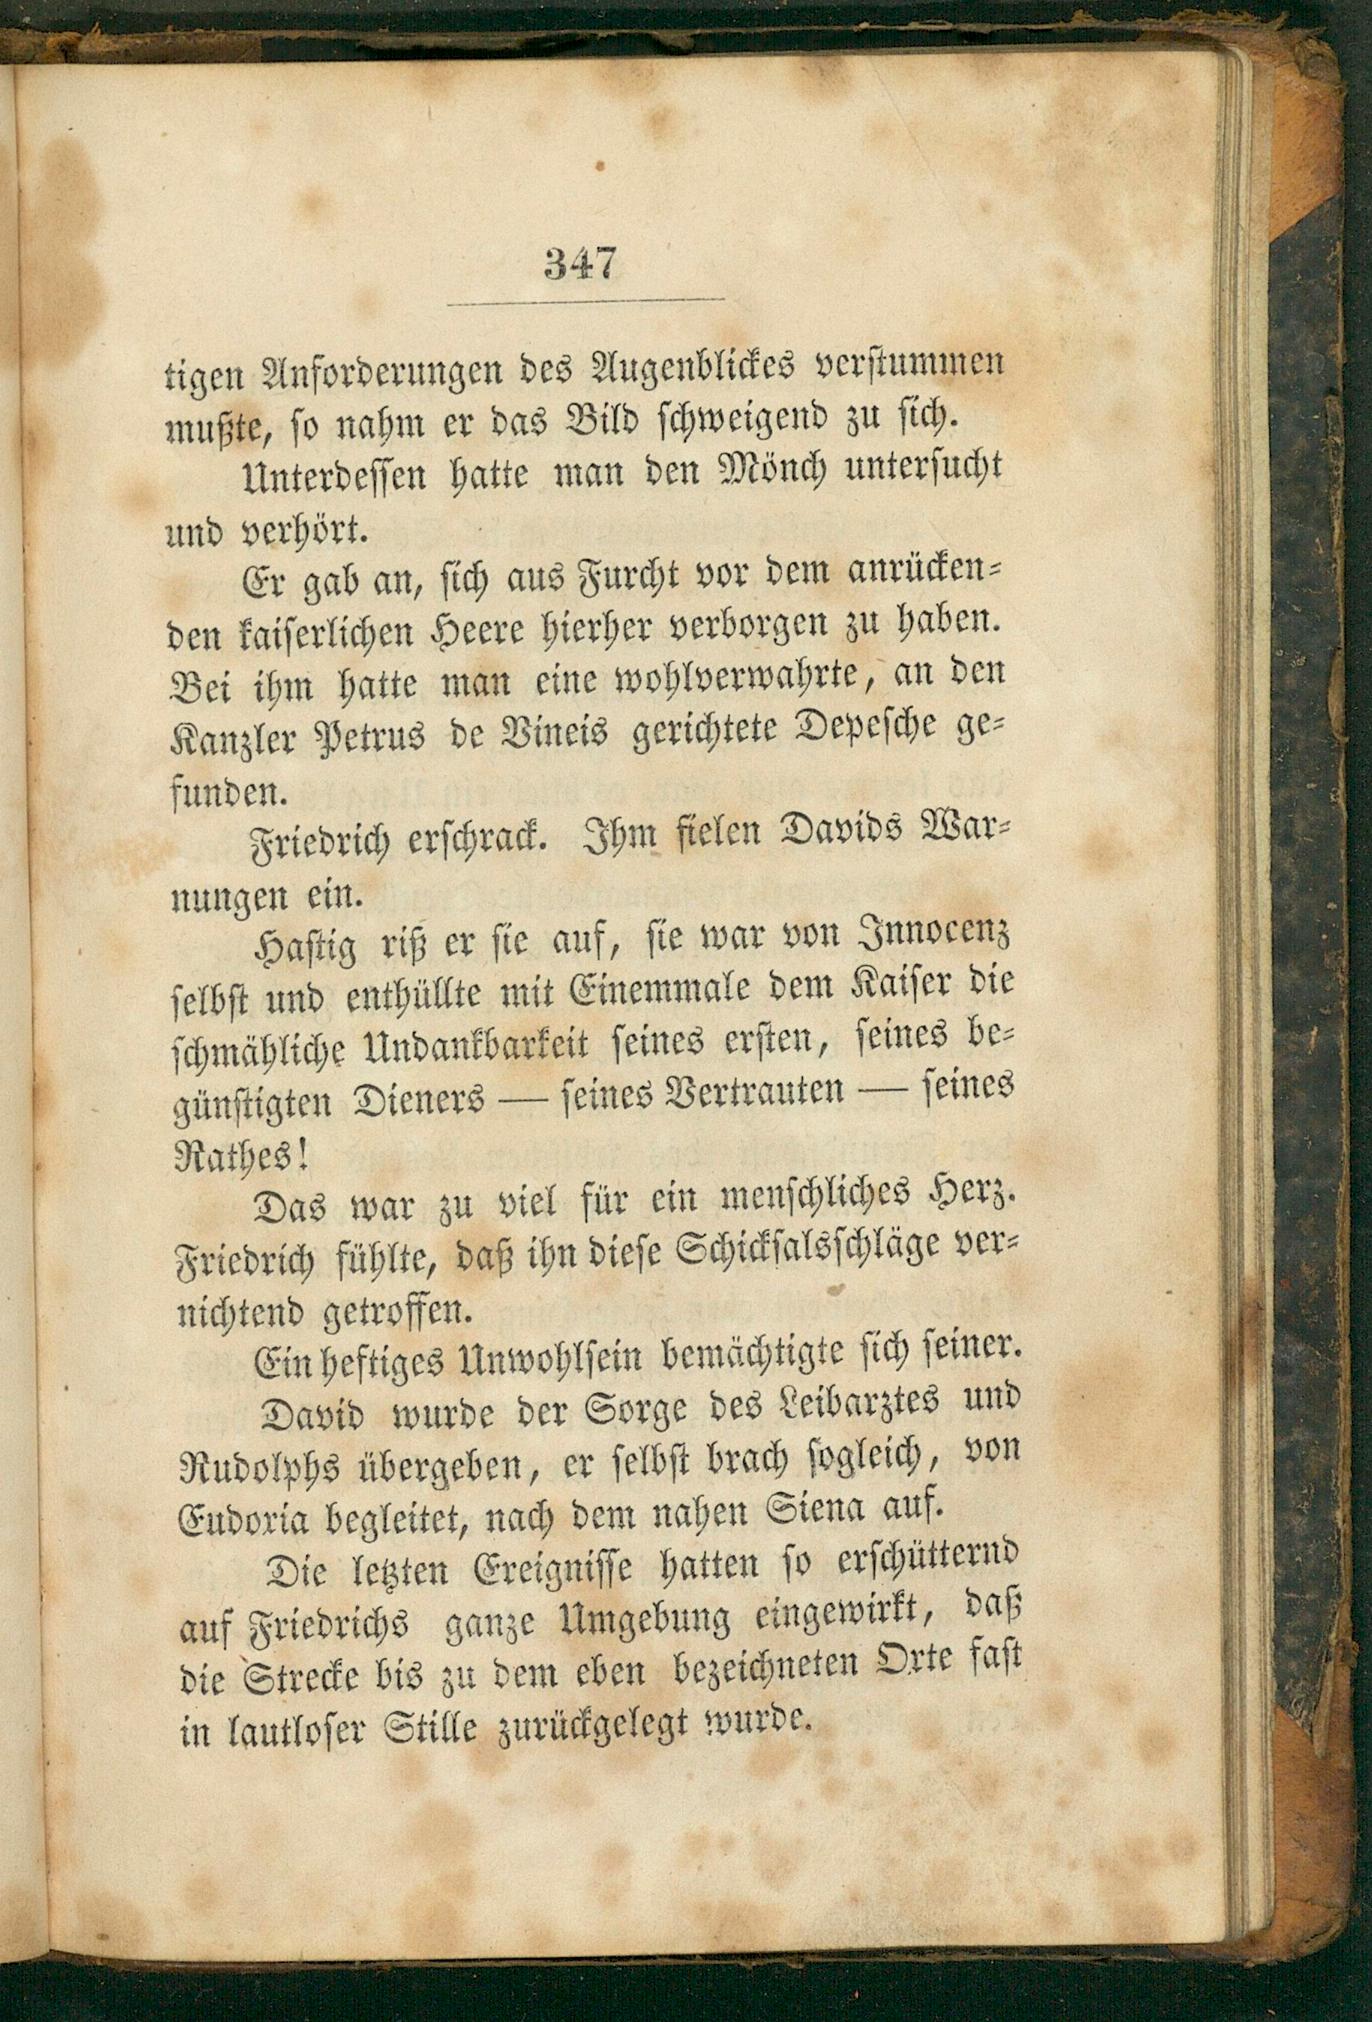 347
tigen Anforderungen des Augenblickes verstummen
mußte, so nahm er das Bild schweigend zu sich.
Unterdessen hatte man den Mönch untersucht
und verhört.
Er gab an, sich aus Furcht vor dem anrücken-
den kaiserlichen Heere hierher verborgen zu haben.
Bei ihm hatte man eine wohlverwahrte, an den
Kanzler Petrus de Vineis gerichtete Depesche ge-
funden.
Friedrich erschrack. Ihm fielen Davids War-
nungen ein.
Hastig riß er sie auf, sie war von Innocenz
selbst und enthüllte mit Einemmale dem Kaiser die
schmähliche Undankbarkeit seines ersten, seines be-
günstigten Dieners — seines Vertrauten — seines
Rathes!
Das war zu viel für ein menschliches Herz.
Friedrich fühlte, daß ihn diese Schicksalsschläge ver-
nichtend getroffen.
Ein heftiges Unwohlsein bemächtigte sich seiner.
David wurde der Sorge des Leibarztes und
Rudolphs übergeben, er selbst brach sogleich, von
Eudoria begleitet, nach dem nahen Siena auf.
Die letzten Ereignisse hatten so erschütternd
auf Friedrichs ganze Umgebung eingewirkt, daß
die Strecke bis zu dem eben bezeichneten Orte fast
in lautloser Stille zurückgelegt wurde.